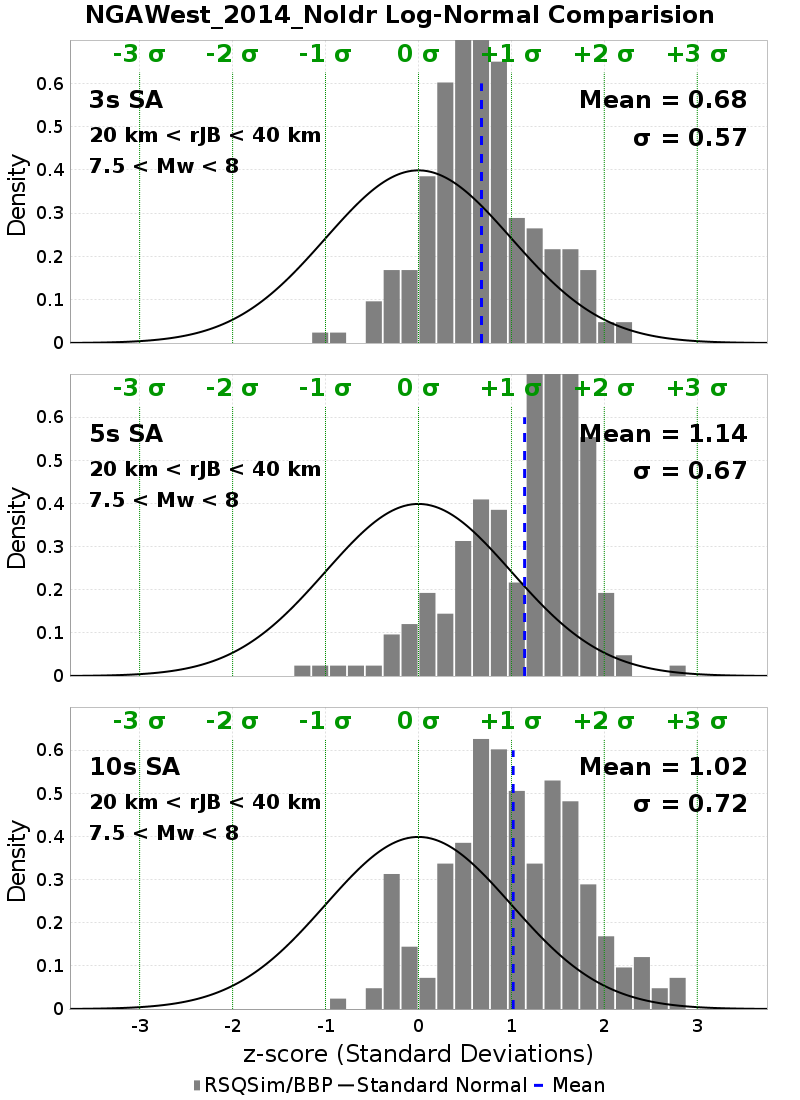 NGAWest_2014_NoIdr Log-Normal Comparision
-3 σ -2 σ -1 σ 0 σ +1 σ +2 σ +3 σ
3s SA
Mean = 0.68
20 km < rJB < 40 km
σ = 0.57
7.5 < Mw < 8
0.6
0.5
0.4
0.3
0.2
0.1
0
Density
-3 σ -2 σ -1 σ 0 σ +1 σ +2 σ +3 σ
5s SA
Mean = 1.14
20 km < rJB < 40 km
σ = 0.67
7.5 < Mw < 8
0.6
0.5
0.4
0.3
0.2
0.1
0
Density
-3 σ -2 σ -1 σ 0 σ +1 σ +2 σ +3 σ
10s SA
Mean = 1.02
20 km < rJB < 40 km
σ = 0.72
7.5 < Mw < 8
0.6
0.5
0.4
0.3
0.2
0.1
0
Density
-3 -2 -1 0 1 2 3
z-score (Standard Deviations)
RSQSim/BBP Standard Normal Mean